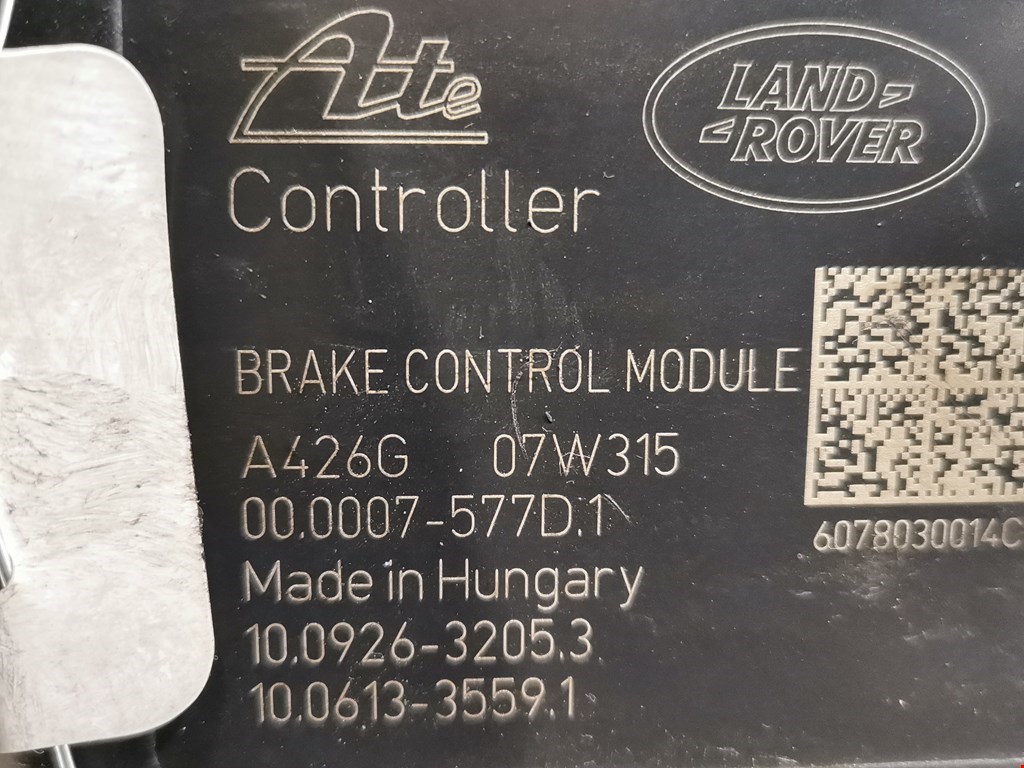 Ate
LAND
ROVER
Controller
BRAKE CONTROL MODULE
A426G 07W315
00.0007-577D.1
6078030014C
Made in Hungary
10.0926-3205.3
10.0613-3559.1